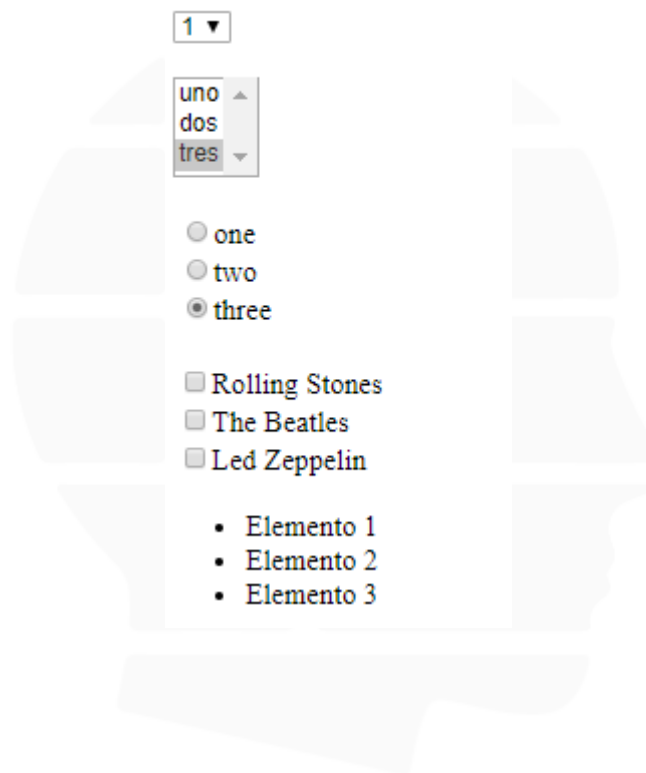 1
uno
dos
tres
one
two
three
Rolling Stones
The Beatles
Led Zeppelin
Elemento 1
Elemento 2
Elemento 3